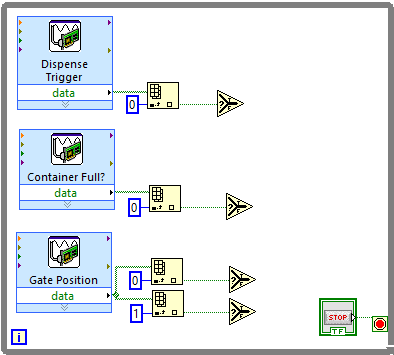 Dispense
Trigger
data
0
T
?
F
Container Full?
data
0
T
?
F
Gate Position
data
0
T
?
F
1
T
?
F
STOP
TF
i